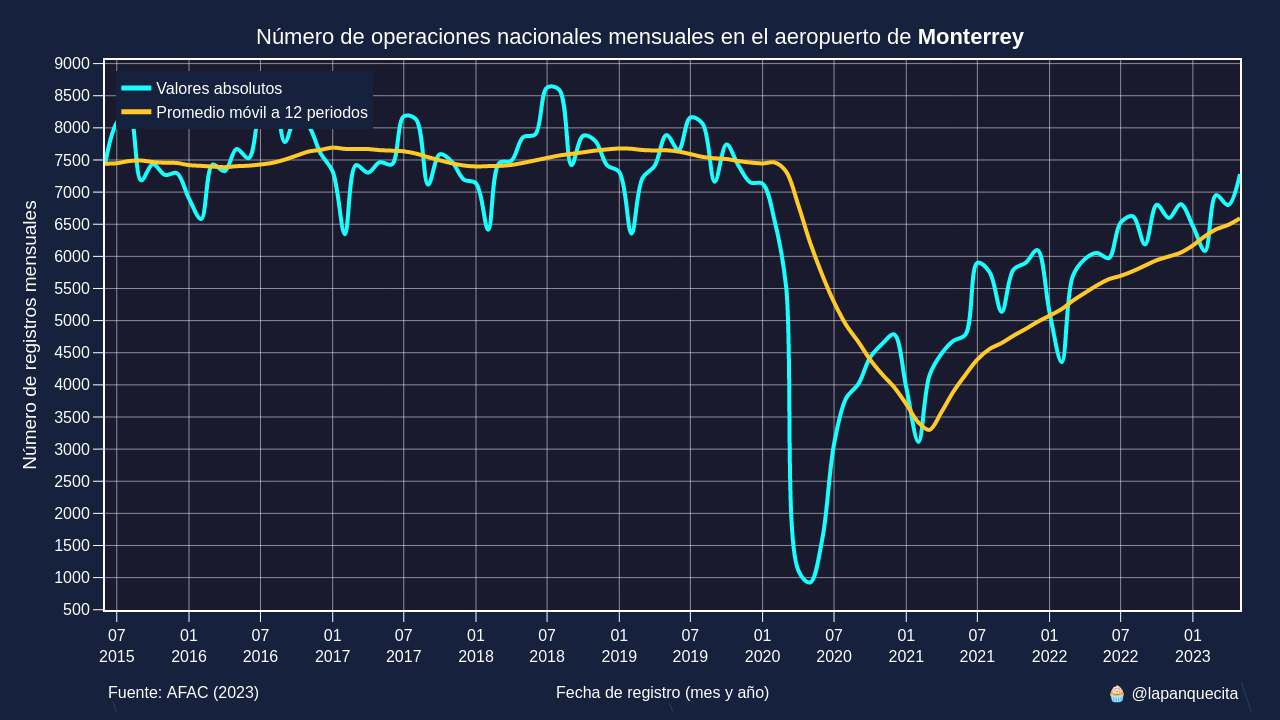 Número de operaciones nacionales mensuales en el aeropuerto de Monterrey
Valores absolutos
Promedio móvil a 12 periodos
Número de registros mensuales
9000
8500
8000
7500
7000
6500
6000
5500
5000
4500
4000
3500
3000
2500
2000
1500
1000
500
07 01 07 01 07 01 07 01 07 01 07 01 07 01 07 01
2015 2016 2016 2017 2017 2018 2018 2019 2019 2020 2020 2021 2021 2022 2022 2023
Fuente: AFAC (2023) Fecha de registro (mes y año) 🧁 @lapanquecita